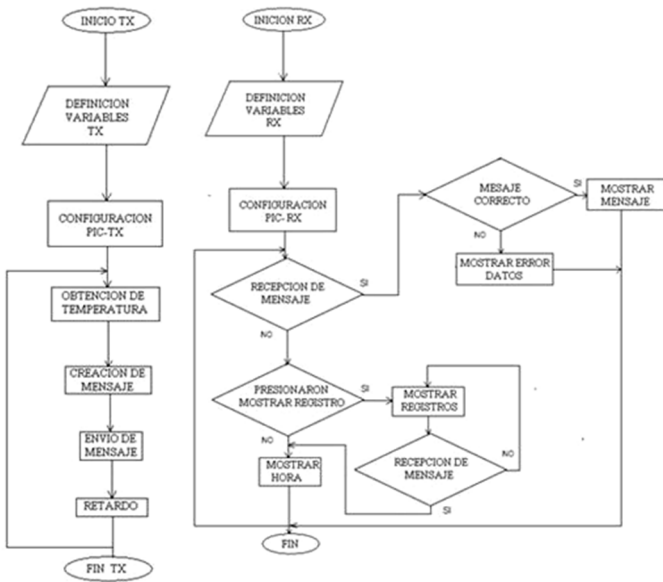 INICIO TX
DEFINICION
VARIABLES
TX
CONFIGURACION
PIC-TX
OBTENCION DE
TEMPERATURA
CREACION DE
MENSAJE
ENVIO DE
MENSAJE
RETARDO
FIN TX
INICION RX
DEFINICION
VARIABLES
RX
CONFIGURACION
PIC-RX
RECEPCION DE
MENSAJE
SI
NO
MESAJE
CORRECTO
SI
NO
MOSTRAR
MENSAJE
MOSTRAR ERROR
DATOS
PRESIONARON
MOSTRAR REGISTRO
SI
NO
MOSTRAR
REGISTROS
RECEPCION DE
MENSAJE
NO
SI
MOSTRAR
HORA
FIN